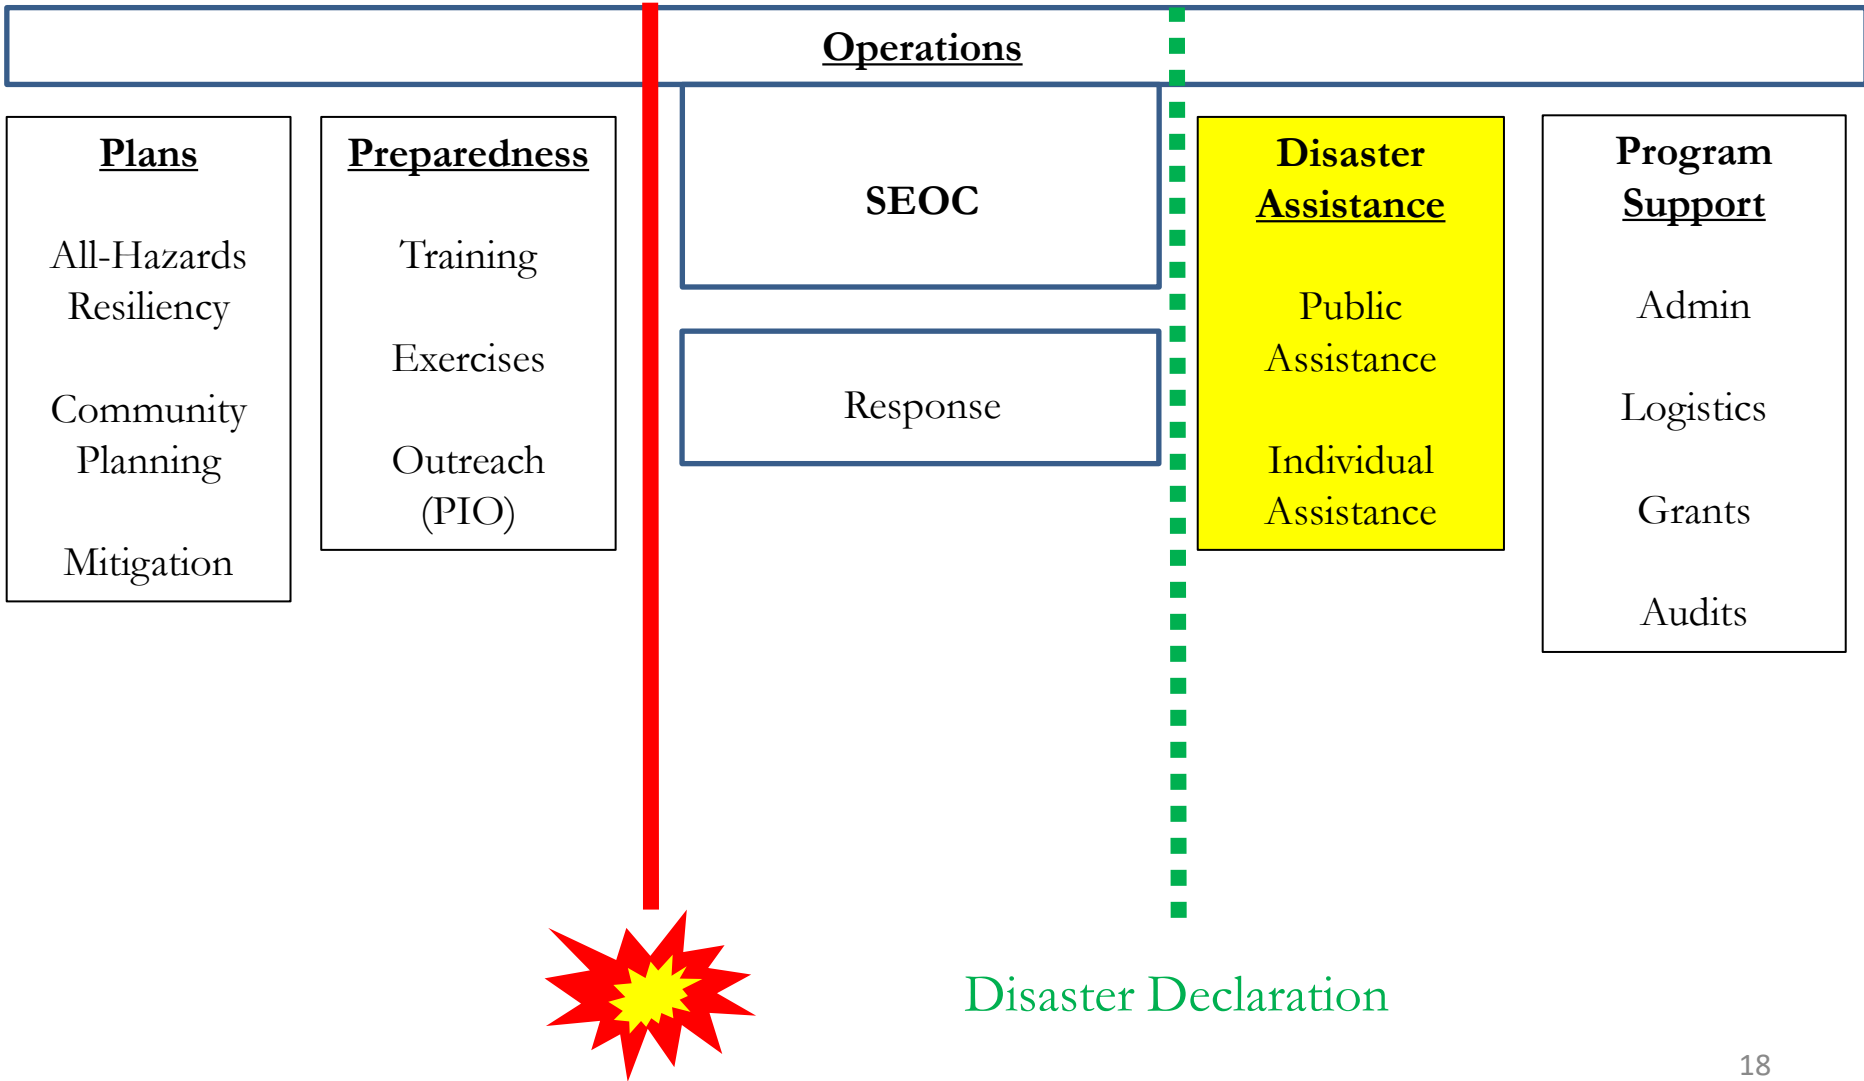 Operations
Plans
All-Hazards
Resiliency
Community
Planning
Mitigation
Preparedness
Training
Exercises
Outreach
(PIO)
SEOC
Response
Disaster
Assistance
Public
Assistance
Individual
Assistance
Program
Support
Admin
Logistics
Grants
Audits
Disaster Declaration
18